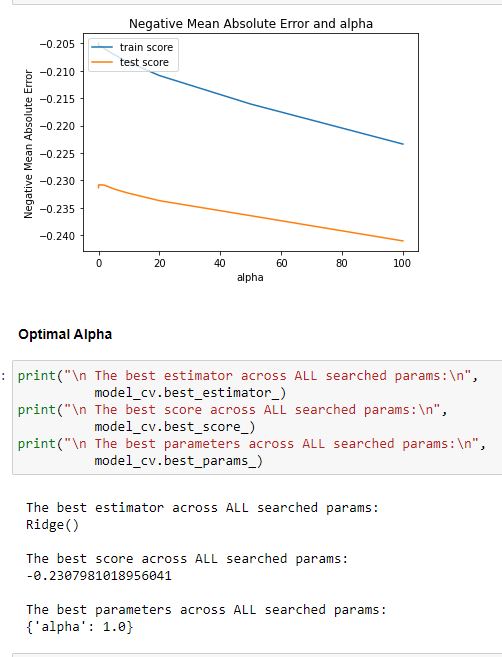 Negative Mean Absolute Error and alpha
−0.205
−0.210
−0.215
−0.220
−0.225
−0.230
−0.235
−0.240
Negative Mean Absolute Error
train score
test score
0 20 40 60 80 100
alpha
Optimal Alpha
: print("\n The best estimator across ALL searched params:\n",
model_cv.best_estimator_)
print("\n The best score across ALL searched params:\n",
model_cv.best_score_)
print("\n The best parameters across ALL searched params:\n",
model_cv.best_params_)
The best estimator across ALL searched params:
Ridge()
The best score across ALL searched params:
-0.2307981018956041
The best parameters across ALL searched params:
{'alpha': 1.0}